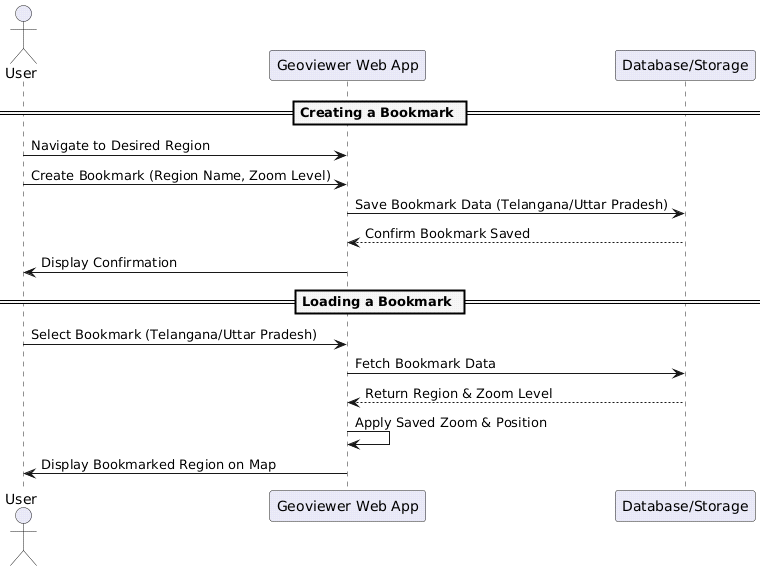 User
Geoviewer Web App
Database/Storage
Creating a Bookmark
Navigate to Desired Region
Create Bookmark (Region Name, Zoom Level)
Save Bookmark Data (Telangana/Uttar Pradesh)
Confirm Bookmark Saved
Display Confirmation
Loading a Bookmark
Select Bookmark (Telangana/Uttar Pradesh)
Fetch Bookmark Data
Return Region & Zoom Level
Apply Saved Zoom & Position
Display Bookmarked Region on Map
User
Geoviewer Web App
Database/Storage